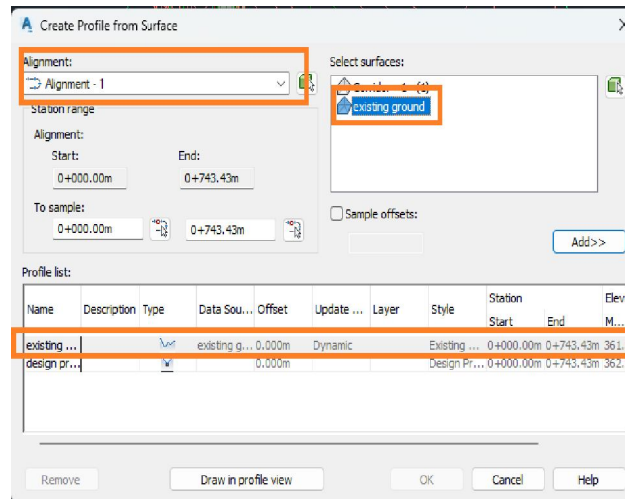 Create Profile from Surface
Alignment:
Alignment - 1
Select surfaces:
existing ground
Station range
Alignment:
Start: End:
0+000.00m 0+743.43m
To sample:
0+000.00m 0+743.43m
Sample offsets:
Add>>
Profile list:
Name Description Type Data Sou... Offset Update ... Layer Style Station Elev
Start End M...
existing ... existing g... 0.000m Dynamic Existing ... 0+000.00m 0+743.43m 361.
design pr... 0.000m Design Pr... 0+000.00m 0+743.43m 362.
Remove Draw in profile view OK Cancel Help